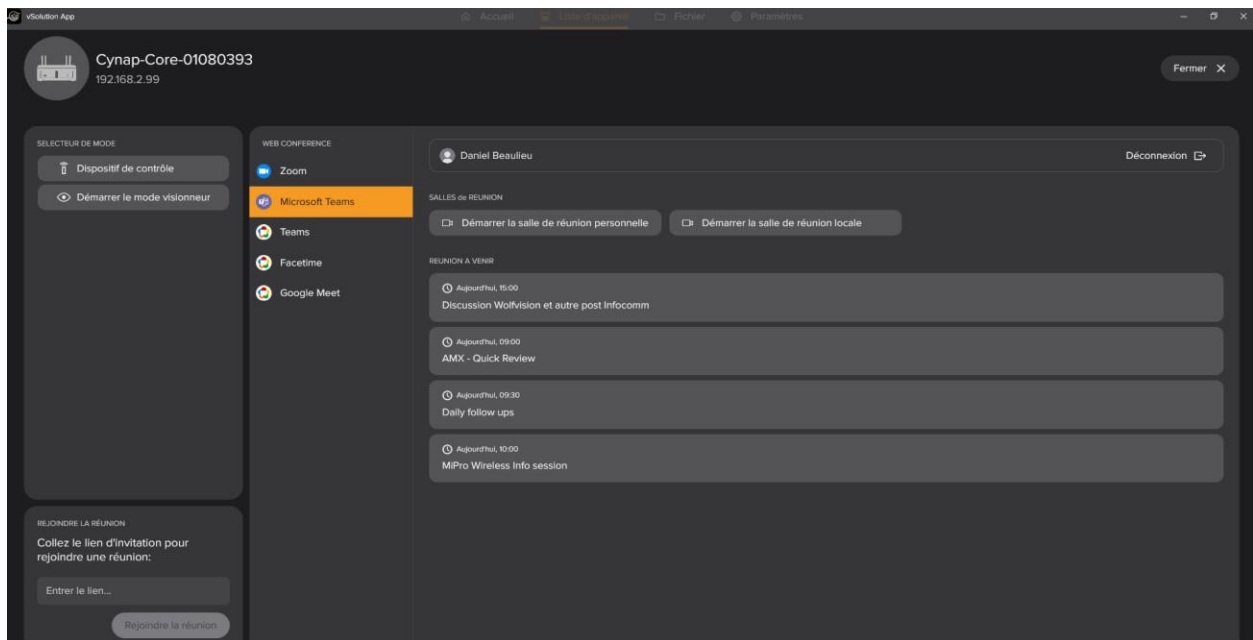 vSolution App
Accueil
Liste d'appareil
Fichier
Paramètres
Cynap-Core-01080393
192.168.2.99
Fermer
SELECTEUR DE MODE
Dispositif de contrôle
Démarrer le mode visionneur
WEB CONFERENCE
Zoom
Microsoft Teams
Teams
Facetime
Google Meet
Daniel Beaulieu
Déconnexion
SALLES de REUNION
Démarrer la salle de réunion personnelle
Démarrer la salle de réunion locale
REUNION A VENIR
Aujourd'hui, 15:00
Discussion Wolfvision et autre post Infocomm
Aujourd'hui, 09:00
AMX - Quick Review
Aujourd'hui, 09:30
Daily follow ups
Aujourd'hui, 10:00
MiPro Wireless Info session
REJOINDRE LA RÉUNION
Collez le lien d'invitation pour
rejoindre une réunion:
Entrer le lien...
Rejoindre la réunion